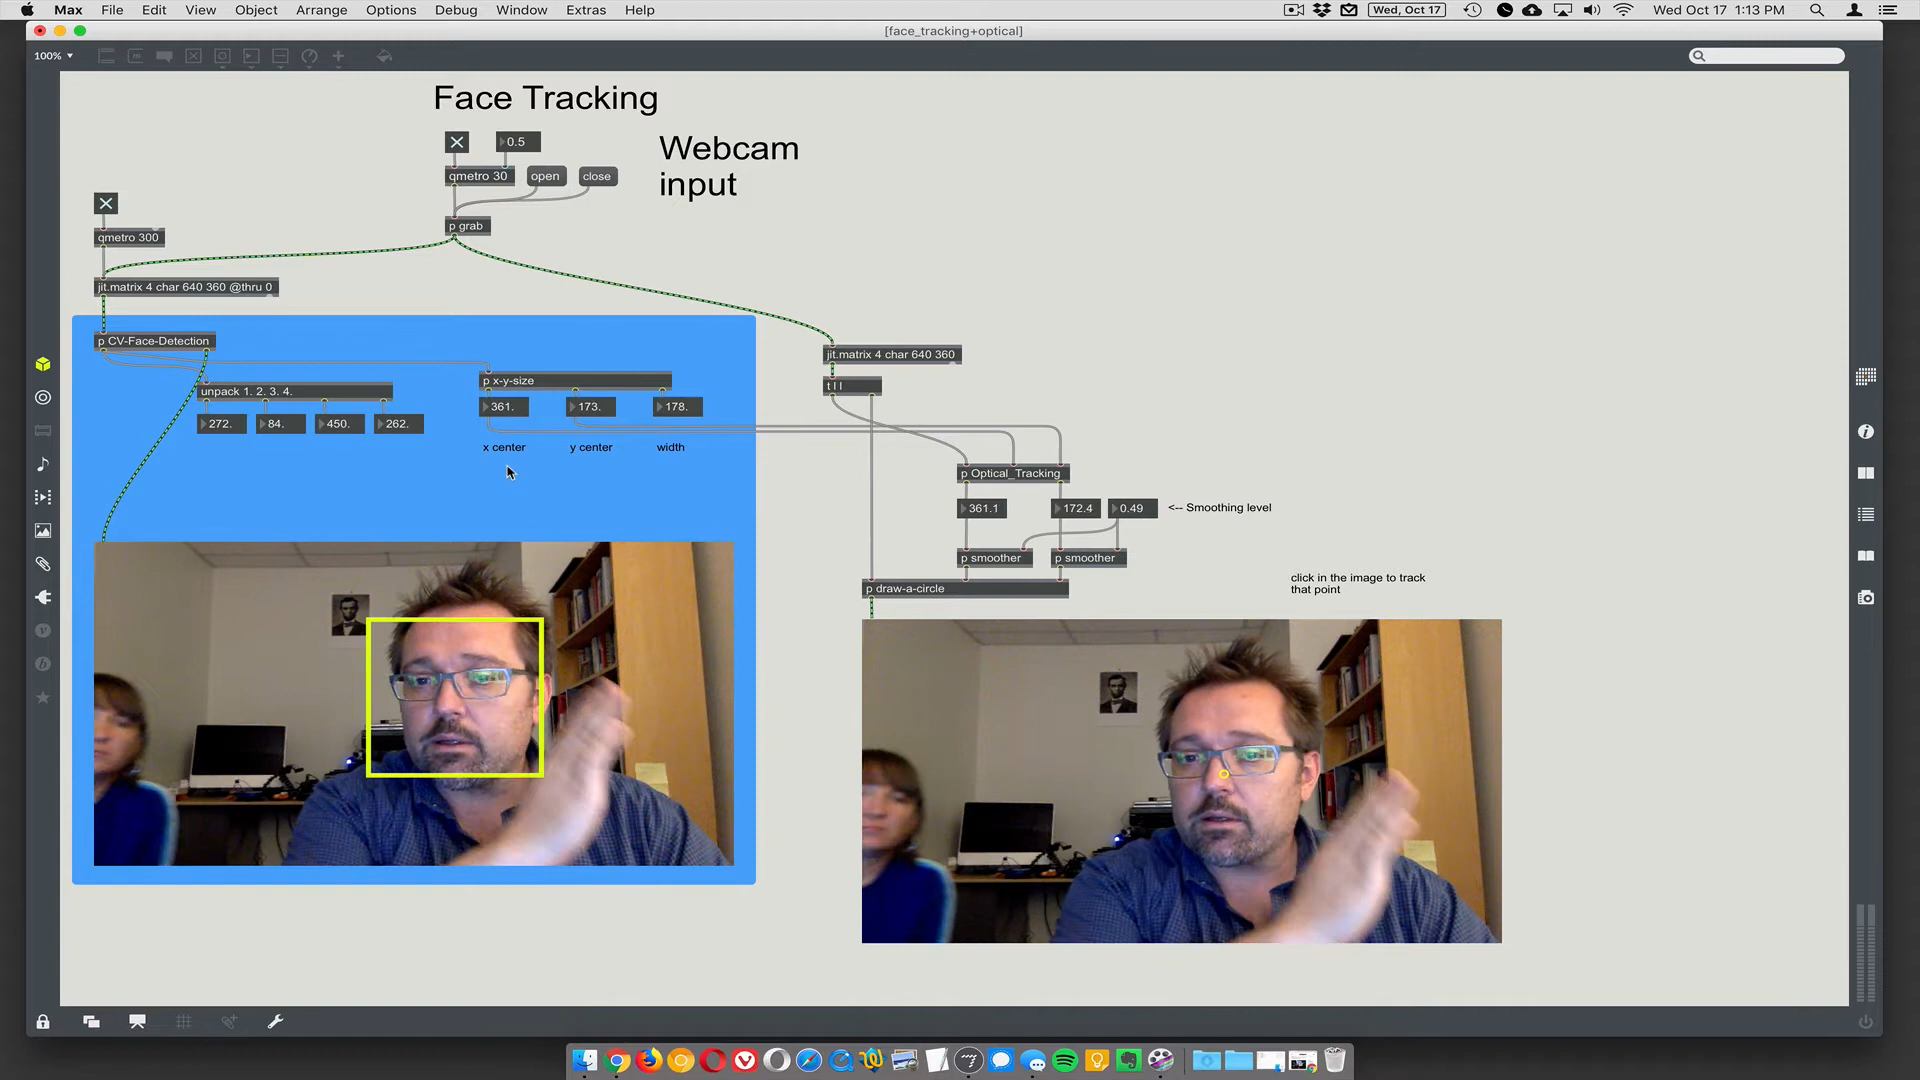 Max File Edit View Object Arrange Options Debug Window Extras Help
Wed, Oct 17
Wed Oct 17 1:13 PM
[face_tracking+optical]
100%
Face Tracking
0.5
Webcam
input
qmetro 30
open
close
p grab
qmetro 300
jit.matrix 4 char 640 360 @thru 0
p CV-Face-Detection
jit.matrix 4 char 640 360
p x-y-size
t l l
unpack 1. 2. 3. 4.
361.
173.
178.
272.
84.
450.
262.
x center
y center
width
p Optical_Tracking
361.1
172.4
0.49
<-- Smoothing level
p smoother
p smoother
p draw-a-circle
click in the image to track
that point